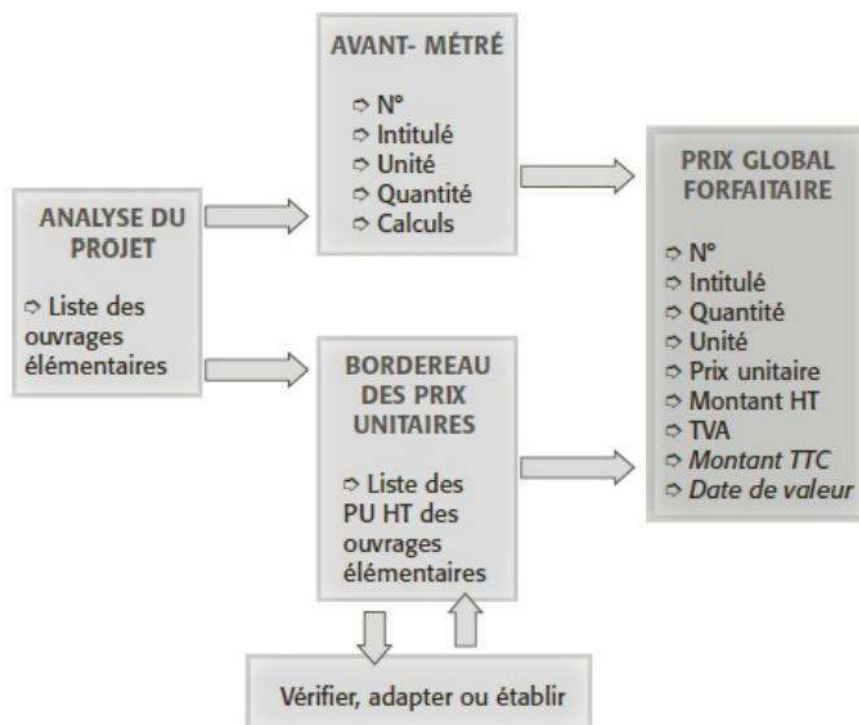 ANALYSE DU
PROJET
➪ Liste des
ouvrages
élémentaires
AVANT- MÉTRÉ
➪ N°
➪ Intitulé
➪ Unité
➪ Quantité
➪ Calculs
BORDEREAU
DES PRIX
UNITAIRES
➪ Liste des
PU HT des
ouvrages
élémentaires
Vérifier, adapter ou établir
PRIX GLOBAL
FORFAITAIRE
➪ N°
➪ Intitulé
➪ Quantité
➪ Unité
➪ Prix unitaire
➪ Montant HT
➪ TVA
➪ Montant TTC
➪ Date de valeur